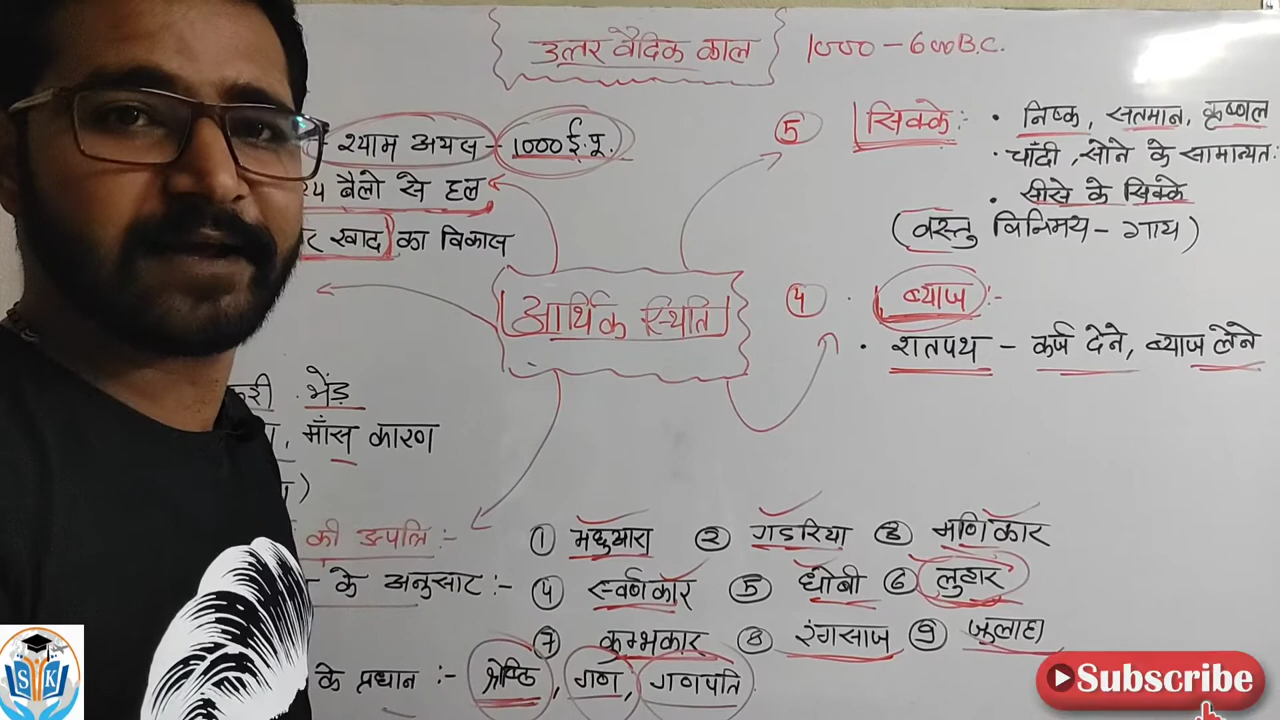 उत्तर वैदिक काल 1000 - 600 B.C.
श्याम अयस - 1000 ई. पू.
बैलो से हल
खाद का विकास
⑤ सिक्के :- • निष्क, सतमान, कृष्णल
• चाँदी, सोने के सामान्यतः
• सीसे के सिक्के
(वस्तु विनिमय - गाय)
आर्थिक स्थिति
④ • ब्याज :-
• शतपथ - कर्ज देने, ब्याज लेने
भेंड़
माँस कारण
की उत्पति :- ① मछुआरा ② गडरिया ③ मणिकार
के अनुसार :- ④ स्वर्णकार ⑤ धोबी ⑥ लुहार
⑦ कुम्भकार ⑧ रंगसाज ⑨ जुलाहा
के प्रधान :- श्रेष्ठि, गण, गणपति
SK
Subscribe